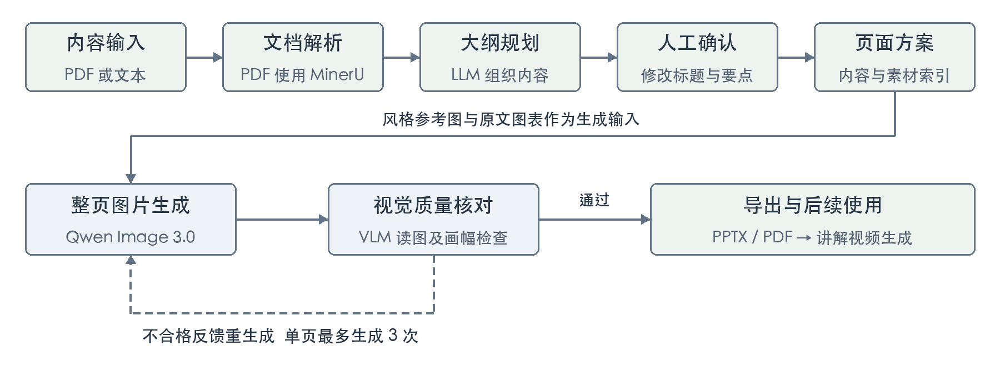 内容输入
PDF 或文本
文档解析
PDF 使用 MinerU
大纲规划
LLM 组织内容
人工确认
修改标题与要点
页面方案
内容与素材索引
风格参考图与原文图表作为生成输入
整页图片生成
Qwen Image 3.0
视觉质量核对
VLM 读图及画幅检查
通过
导出与后续使用
PPTX / PDF → 讲解视频生成
不合格反馈重生成 单页最多生成 3 次